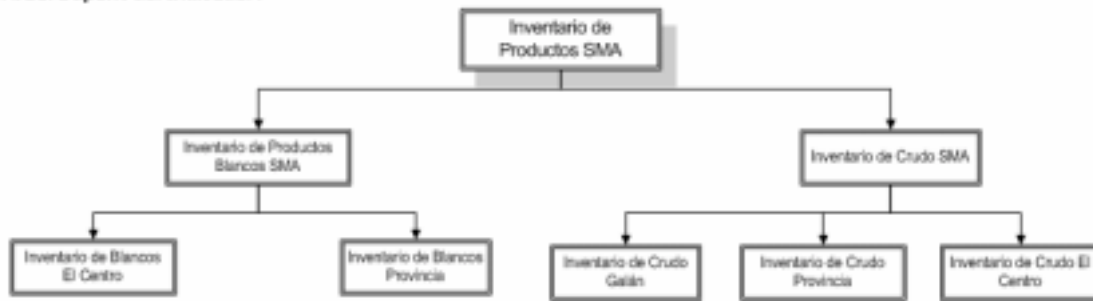 Inventario de
Productos SMA
Inventario de Productos
Blancos SMA
Inventario de Crudo SMA
Inventario de Blancos
El Centro
Inventario de Blancos
Provincia
Inventario de Crudo
Galán
Inventario de Crudo
Provincia
Inventario de Crudo El
Centro